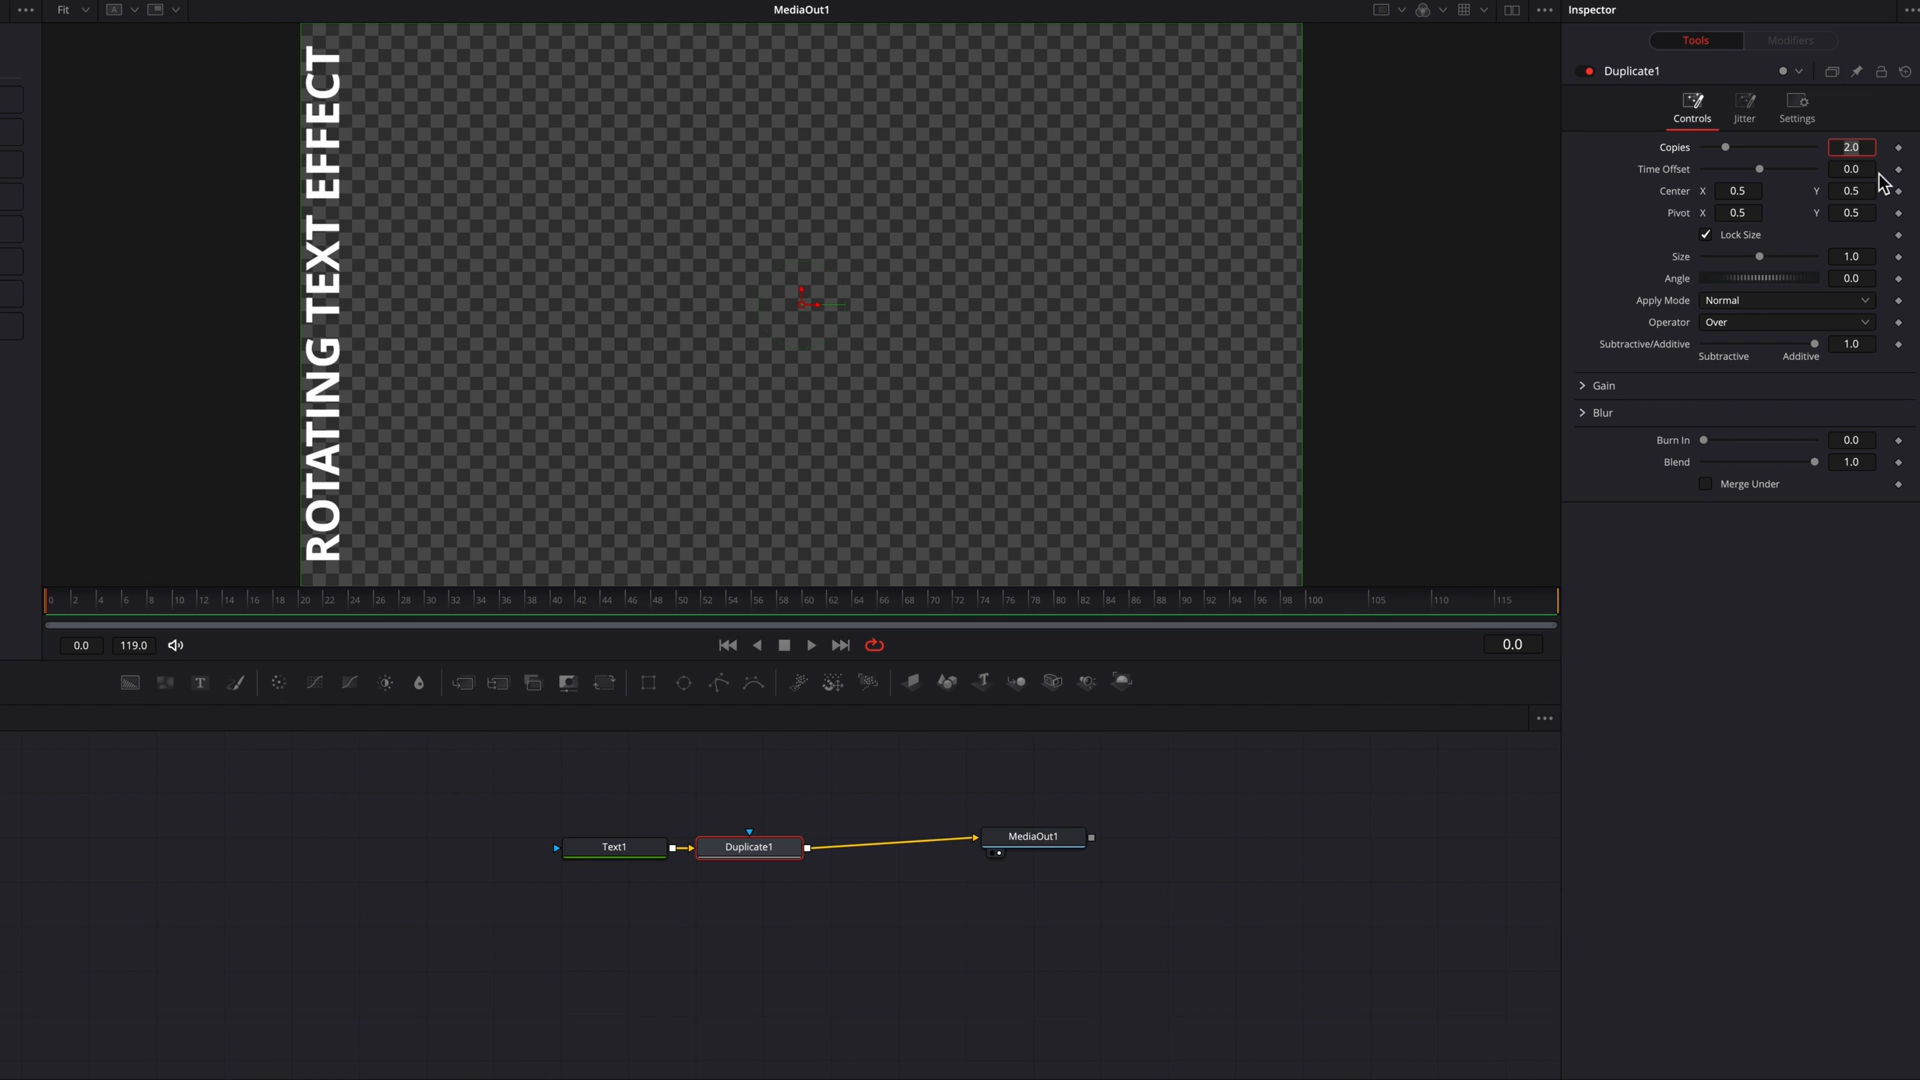 Fit
A
MediaOut1
Inspector
Tools
Modifiers
Duplicate1
Controls
Jitter
Settings
Copies 2.0
Time Offset 0.0
Center X 0.5 Y 0.5
Pivot X 0.5 Y 0.5
Lock Size
Size 1.0
Angle 0.0
Apply Mode Normal
Operator Over
Subtractive/Additive 1.0
Subtractive Additive
Gain
Blur
Burn In 0.0
Blend 1.0
Merge Under
ROTATING TEXT EFFECT
0 2 4 6 8 10 12 14 16 18 20 22 24 26 28 30 32 34 36 38 40 42 44 46 48 50 52 54 56 58 60 62 64 66 68 70 72 74 76 78 80 82 84 86 88 90 92 94 96 98 100 105 110 115
0.0 119.0 0.0
T
Text1
Duplicate1
MediaOut1